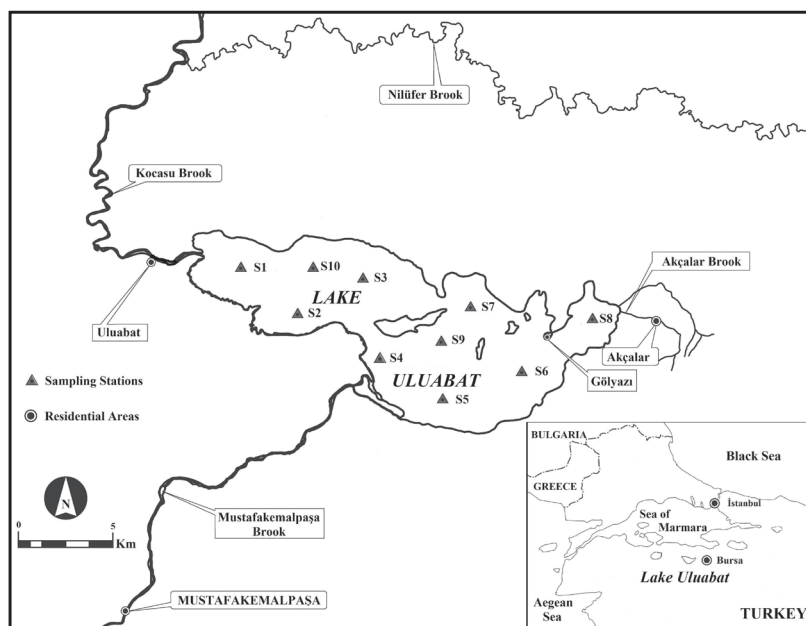 Nilüfer Brook
Kocasu Brook
S1
S10
S3
Akçalar Brook
LAKE
S2
S7
S8
Uluabat
S9
Akçalar
S4
ULUABAT
S6
Gölyazı
Sampling Stations
S5
Residential Areas
N
0
5
Km
Mustafakemalpaşa
Brook
MUSTAFAKEMALPAŞA
BULGARIA
Black Sea
GREECE
İstanbul
Sea of
Marmara
Bursa
Lake Uluabat
Aegean
Sea
TURKEY